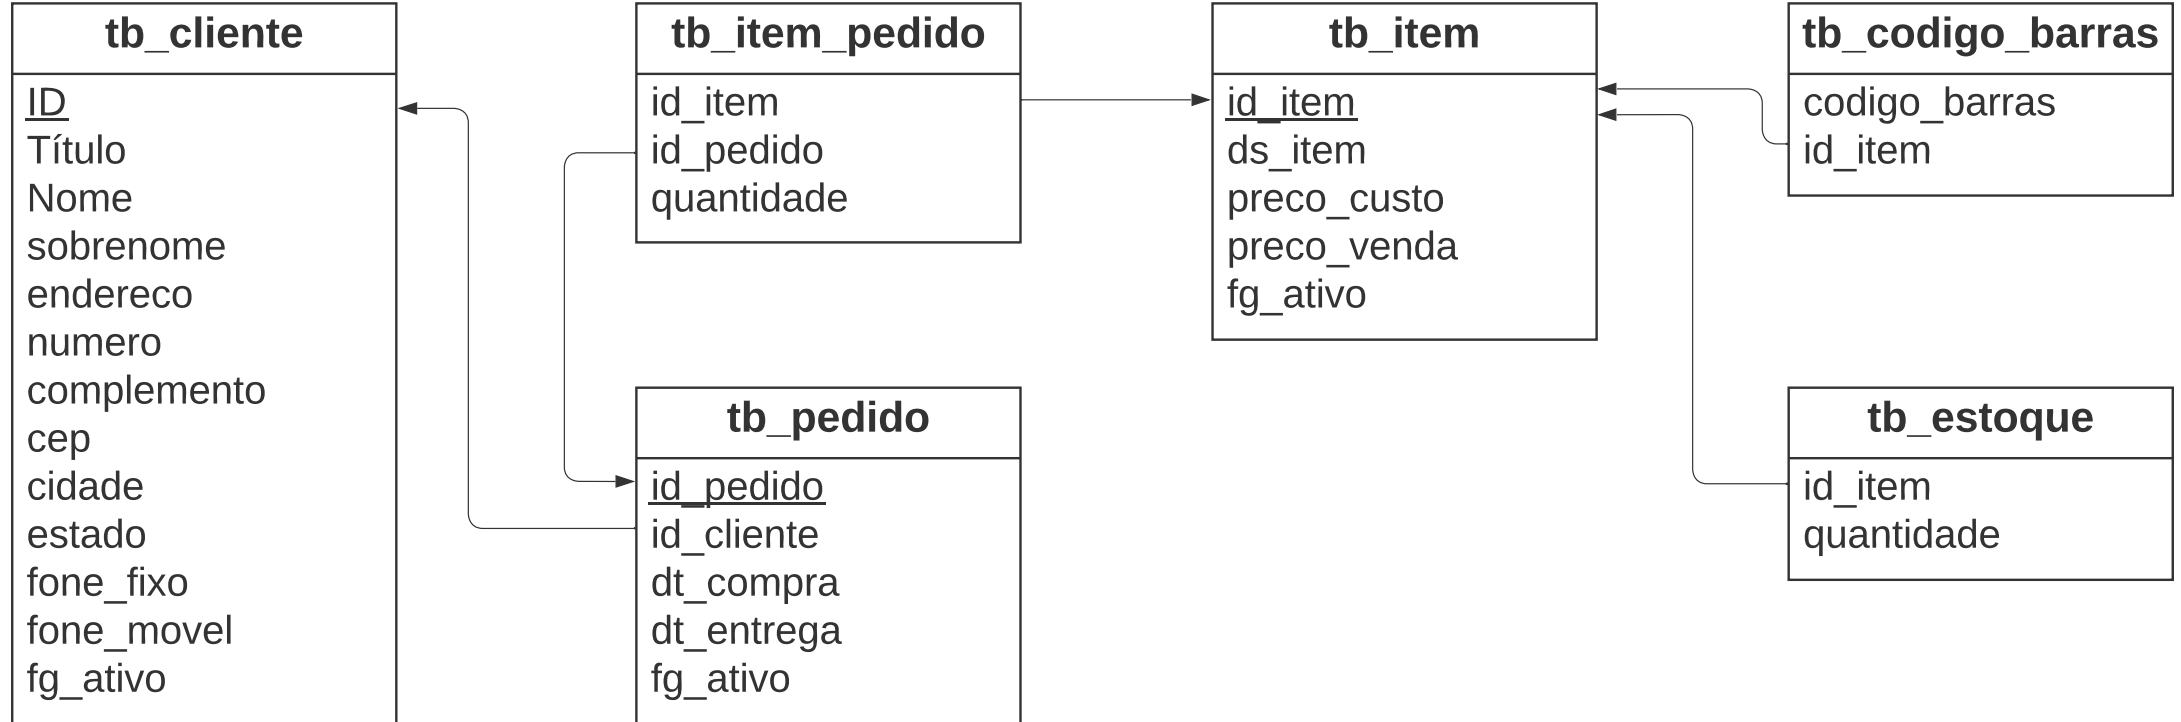 tb_cliente
ID
Título
Nome
sobrenome
endereco
numero
complemento
cep
cidade
estado
fone_fixo
fone_movel
fg_ativo
tb_item_pedido
id_item
id_pedido
quantidade
tb_pedido
id_pedido
id_cliente
dt_compra
dt_entrega
fg_ativo
tb_item
id_item
ds_item
preco_custo
preco_venda
fg_ativo
tb_codigo_barras
codigo_barras
id_item
tb_estoque
id_item
quantidade